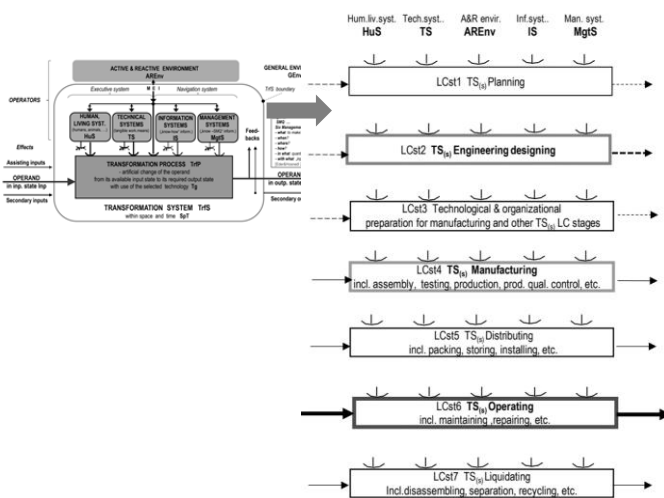 Hum.liv.syst. Tech.syst.. A&R envir. Inf.syst.. Man. syst.
HuS TS AREnv IS MgtS
ACTIVE & REACTIVE ENVIRONMENT
AREnv
GENERAL ENVI
GEnv
Executive system
Navigation system
TrfS boundary
OPERATORS
HUMAN, LIVING SYST.
HuS
TECHNICAL SYSTEMS
TS
INFORMATION SYSTEMS
IS
MANAGEMENT SYSTEMS
MgtS
Effects
Feed-
backs
Assisting inputs
TRANSFORMATION PROCESS TrfP
- artificial change of the operand
from its available input state to its required output state
with use of the selected technology Tg
OPERAND
in inp. state Inp
Secondary inputs
OPERAN
in outp. state
Secondary o
TRANSFORMATION SYSTEM TrfS
within space and time SpT
LCst1 TS(s) Planning
LCst2 TS(s) Engineering designing
LCst3 Technological & organizational
preparation for manufacturing and other TS(s) LC stages
LCst4 TS(s) Manufacturing
incl. assembly, testing, production, prod. qual. control, etc.
LCst5 TS(s) Distributing
incl. packing, storing, installing, etc.
LCst6 TS(s) Operating
incl. maintaining ,repairing, etc.
LCst7 TS(s) Liquidating
Incl.disassembling, separation, recycling, etc.